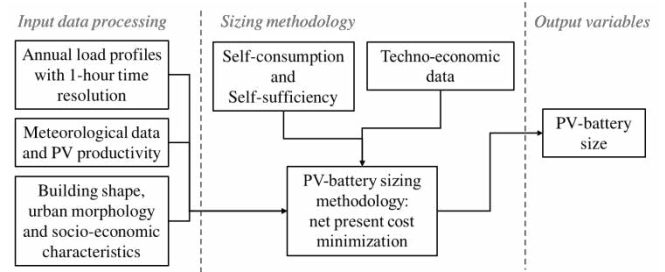 Input data processing
Sizing methodology
Output variables
Annual load profiles
with 1-hour time
resolution
Meteorological data
and PV productivity
Building shape,
urban morphology
and socio-economic
characteristics
Self-consumption
and
Self-sufficiency
Techno-economic
data
PV-battery sizing
methodology:
net present cost
minimization
PV-battery
size